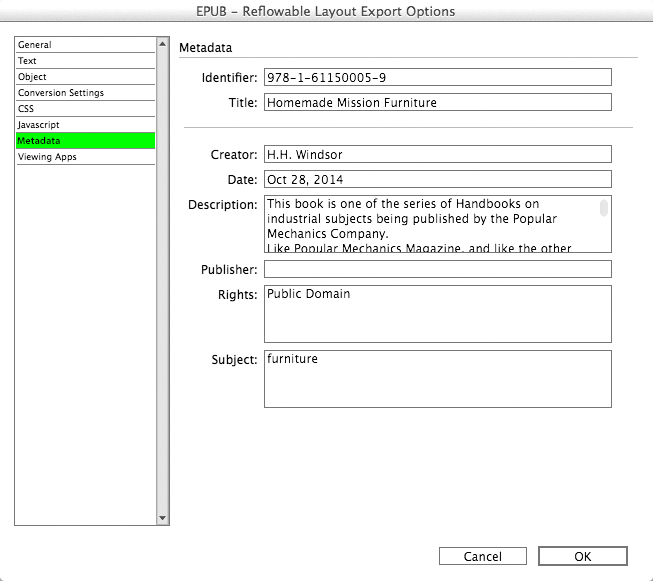 EPUB – Reflowable Layout Export Options
General
Text
Object
Conversion Settings
CSS
Javascript
Metadata
Viewing Apps
Metadata
Identifier: 978-1-61150005-9
Title: Homemade Mission Furniture
Creator: H.H. Windsor
Date: Oct 28, 2014
Description: This book is one of the series of Handbooks on
industrial subjects being published by the Popular
Mechanics Company.
Like Popular Mechanics Magazine, and like the other
Publisher:
Rights: Public Domain
Subject: furniture
Cancel OK